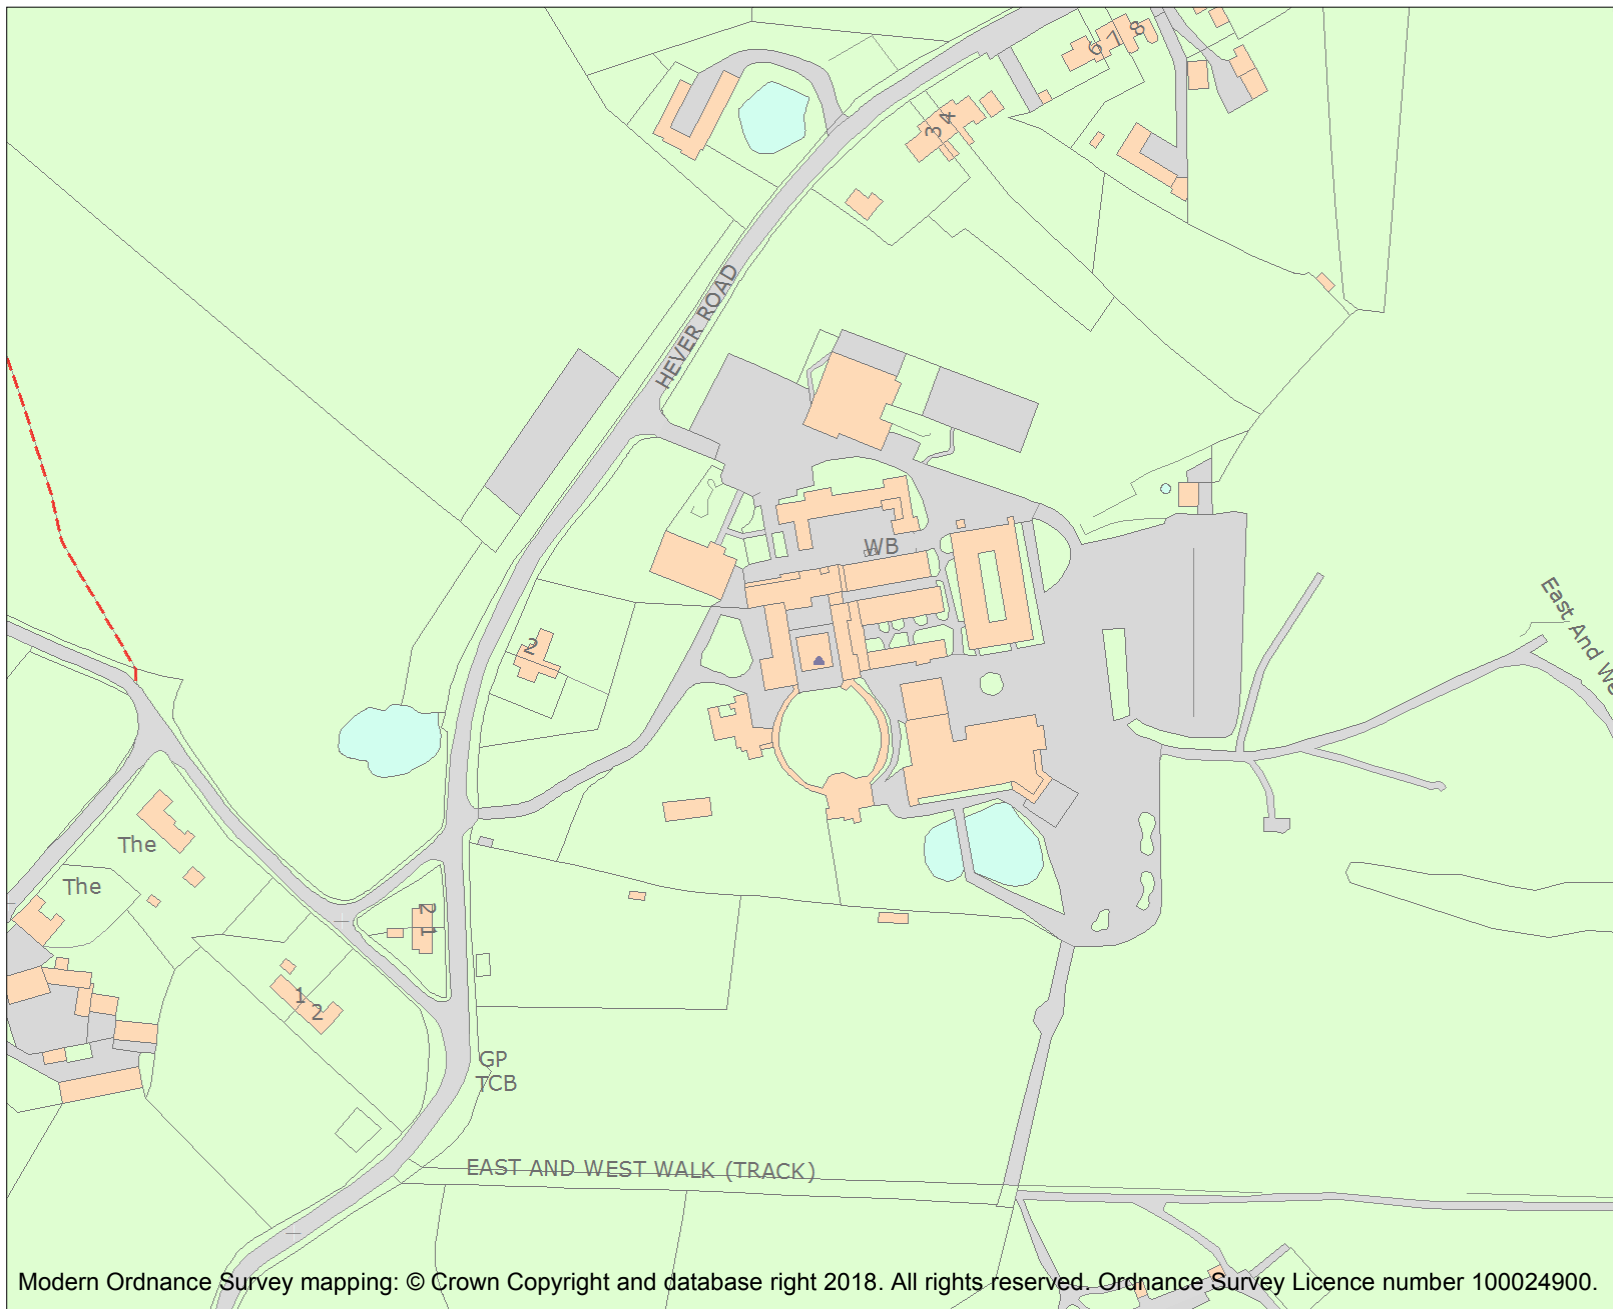 6
7
8
3
4
HEVER ROAD
WB
2
East And We
The
The
2
1
1
2
GP
TCB
EAST AND WEST WALK (TRACK)
Modern Ordnance Survey mapping: © Crown Copyright and database right 2018. All rights reserved. Ordnance Survey Licence number 100024900.